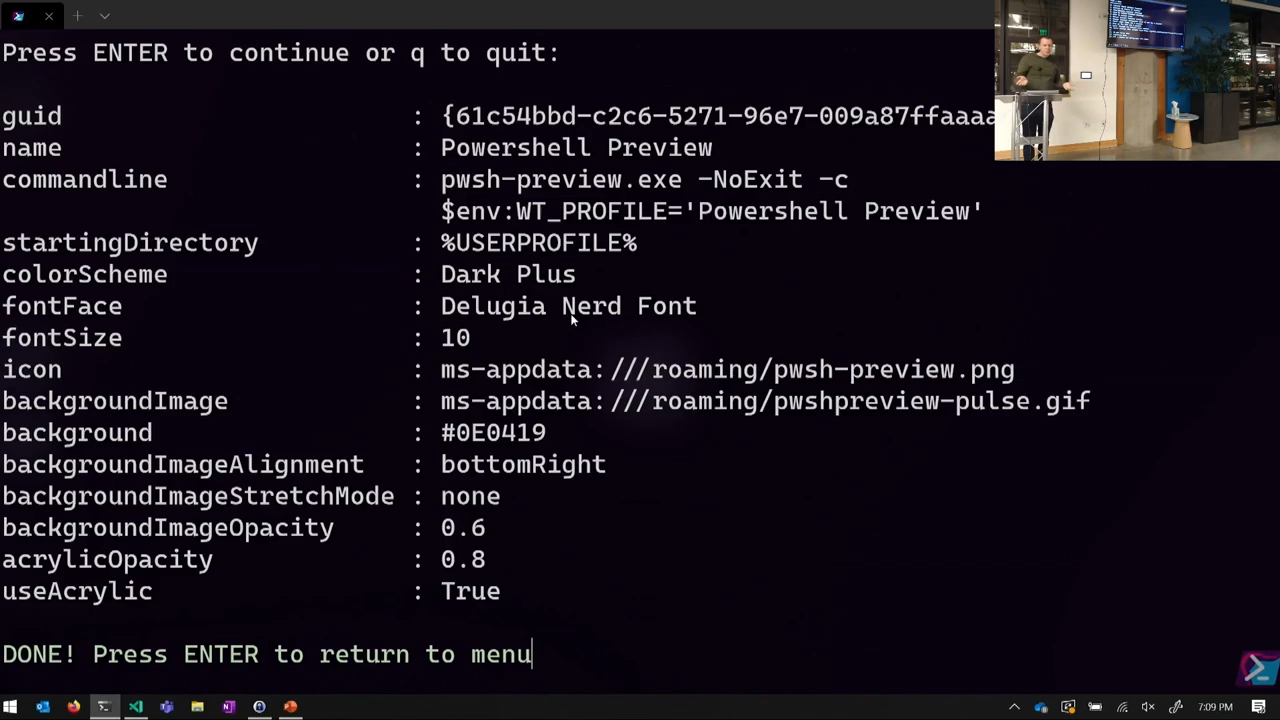 Press ENTER to continue or q to quit:
guid : {61c54bbd-c2c6-5271-96e7-009a87ffaaa
name : Powershell Preview
commandline : pwsh-preview.exe -NoExit -c
$env:WT_PROFILE='Powershell Preview'
startingDirectory : %USERPROFILE%
colorScheme : Dark Plus
fontFace : Delugia Nerd Font
fontSize : 10
icon : ms-appdata:///roaming/pwsh-preview.png
backgroundImage : ms-appdata:///roaming/pwshpreview-pulse.gif
background : #0E0419
backgroundImageAlignment : bottomRight
backgroundImageStretchMode : none
backgroundImageOpacity : 0.6
acrylicOpacity : 0.8
useAcrylic : True
DONE! Press ENTER to return to menu
7:09 PM